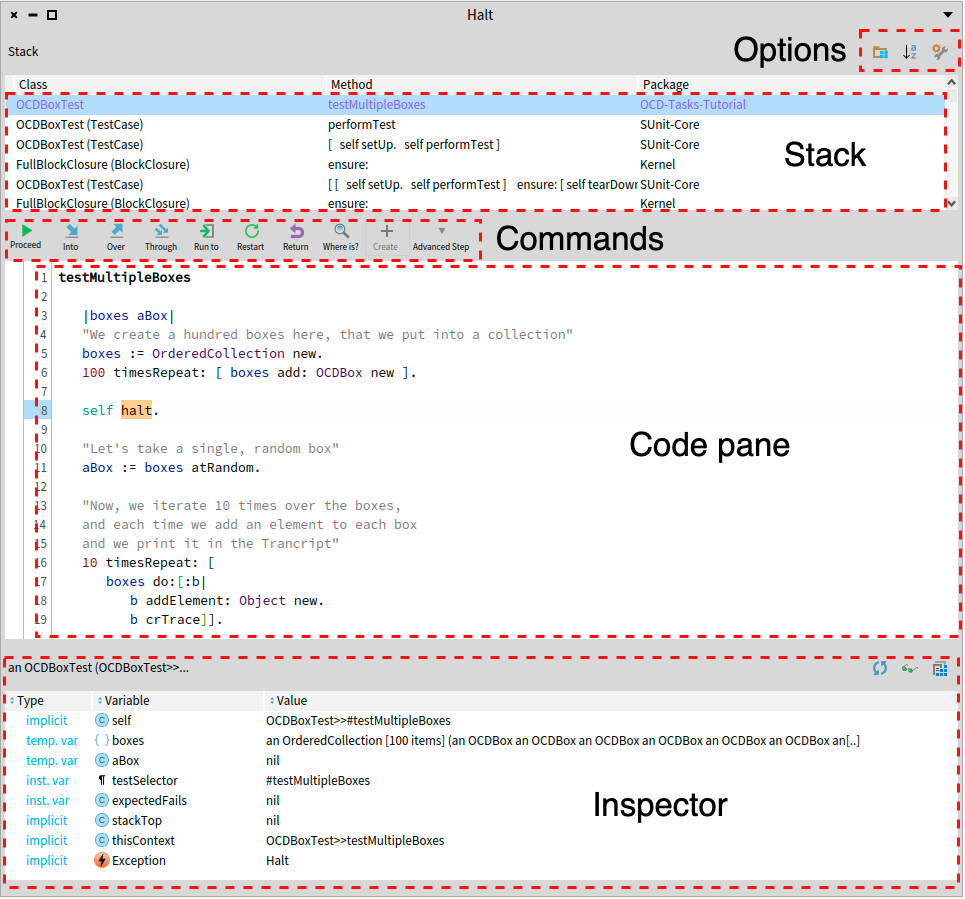 Halt
Options
Stack
Class Method Package
OCDBoxTest testMultipleBoxes OCD-Tasks-Tutorial
OCDBoxTest (TestCase) performTest SUnit-Core
OCDBoxTest (TestCase) [ self setUp. self performTest ] SUnit-Core
Stack
FullBlockClosure (BlockClosure) ensure: Kernel
OCDBoxTest (TestCase) [ [ self setUp. self performTest ] ensure: [ self tearDown SUnit-Core
FullBlockClosure (BlockClosure) ensure: Kernel
Proceed Into Over Through Run to Restart Return Where is? Create Advanced Step
Commands
1 testMultipleBoxes
2
3 |boxes aBox|
4 "We create a hundred boxes here, that we put into a collection"
5 boxes := OrderedCollection new.
6 100 timesRepeat: [ boxes add: OCDBox new ].
7
8 self halt.
9
10 "Let's take a single, random box"
Code pane
11 aBox := boxes atRandom.
12
13 "Now, we iterate 10 times over the boxes,
14 and each time we add an element to each box
15 and we print it in the Trancript"
16 10 timesRepeat: [
17 boxes do:[:b|
18 b addElement: Object new.
19 b crTrace]].
an OCDBoxTest (OCDBoxTest>>...
Type Variable Value
implicit self OCDBoxTest>>#testMultipleBoxes
temp. var boxes an OrderedCollection [100 items] (an OCDBox an OCDBox an OCDBox an OCDBox an OCDBox an OCDBox an[..]
temp. var aBox nil
inst. var testSelector #testMultipleBoxes
inst. var expectedFails nil
Inspector
implicit stackTop nil
implicit thisContext OCDBoxTest>>testMultipleBoxes
implicit Exception Halt